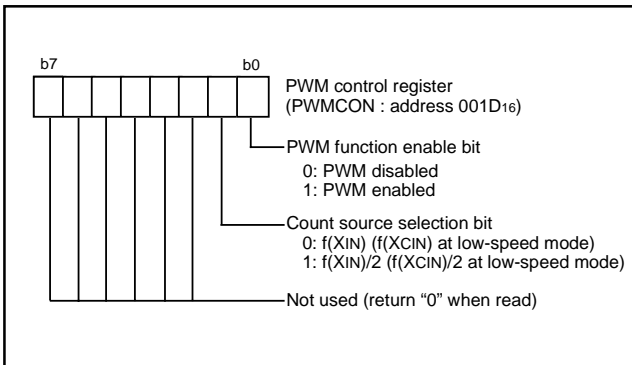 b7 b0
PWM control register
(PWMCON : address 001D16)
PWM function enable bit
0: PWM disabled
1: PWM enabled
Count source selection bit
0: f(XIN) (f(XCIN) at low-speed mode)
1: f(XIN)/2 (f(XCIN)/2 at low-speed mode)
Not used (return “0” when read)